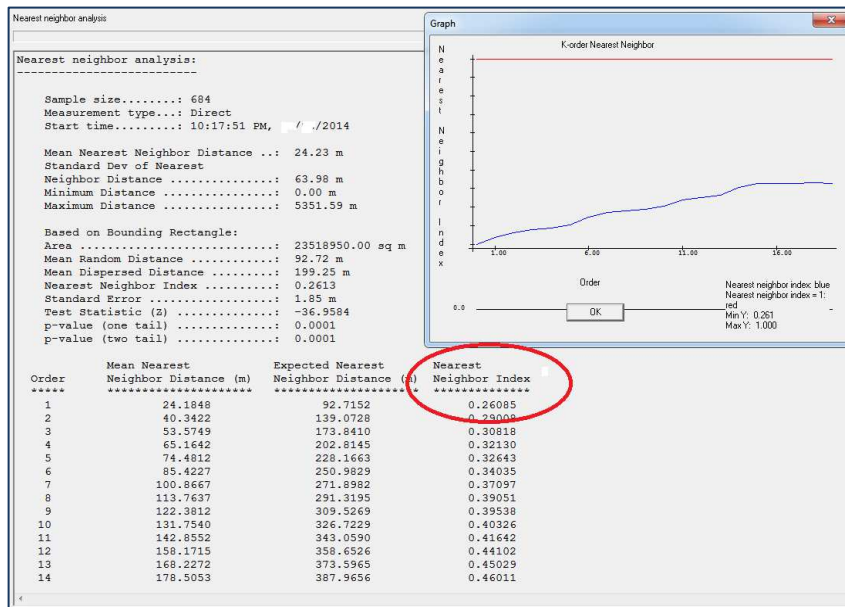 Nearest neighbor analysis
Nearest neighbor analysis:
--------------------------
Sample size........: 684
Measurement type...: Direct
Start time.........: 10:17:51 PM, / /2014
Mean Nearest Neighbor Distance ..: 24.23 m
Standard Dev of Nearest
Neighbor Distance ...............: 63.98 m
Minimum Distance ................: 0.00 m
Maximum Distance ................: 5351.59 m
Based on Bounding Rectangle:
Area ............................: 23518950.00 sq m
Mean Random Distance ............: 92.72 m
Mean Dispersed Distance .........: 199.25 m
Nearest Neighbor Index ..........: 0.2613
Standard Error ..................: 1.85 m
Test Statistic (Z) ..............: -36.9584
p-value (one tail) ..............: 0.0001
p-value (two tail) ..............: 0.0001
Mean Nearest Expected Nearest Nearest
Order Neighbor Distance (m) Neighbor Distance (m) Neighbor Index
***** ********************* ********************* **************
1 24.1848 92.7152 0.26085
2 40.3422 139.0728 0.29008
3 53.5749 173.8410 0.30818
4 65.1642 202.8145 0.32130
5 74.4812 228.1663 0.32643
6 85.4227 250.9829 0.34035
7 100.8667 271.8982 0.37097
8 113.7637 291.3195 0.39051
9 122.3812 309.5269 0.39538
10 131.7540 326.7229 0.40326
11 142.8552 343.0590 0.41642
12 158.1715 358.6526 0.44102
13 168.2272 373.5965 0.45029
14 178.5053 387.9656 0.46011
Graph
K-order Nearest Neighbor
Nearest Neighbor Index
1.00 6.00 11.00 16.00
Order
0.0
OK
Nearest neighbor index: blue
Nearest neighbor index = 1:
red
Min Y: 0.261
Max Y: 1.000